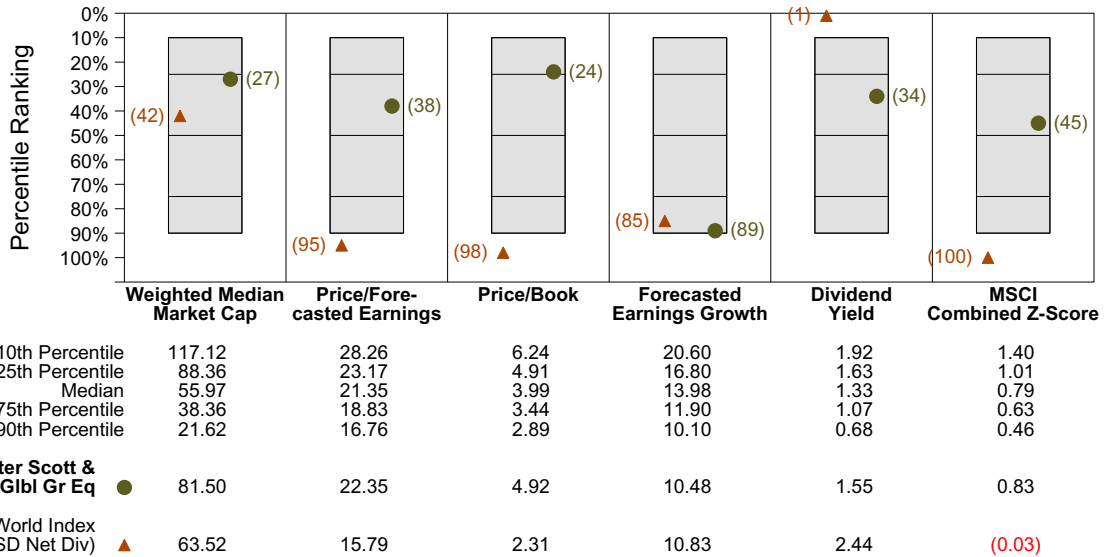 Percentile Ranking
0%
10%
20%
30%
40%
50%
60%
70%
80%
90%
100%
(27)
(42)
(38)
(95)
(24)
(98)
(85)
(89)
(1)
(34)
(45)
(100)
Weighted Median
Market Cap
Price/Fore-
casted Earnings
Price/Book
Forecasted
Earnings Growth
Dividend
Yield
MSCI
Combined Z-Score
10th Percentile 117.12 28.26 6.24 20.60 1.92 1.40
25th Percentile 88.36 23.17 4.91 16.80 1.63 1.01
Median 55.97 21.35 3.99 13.98 1.33 0.79
75th Percentile 38.36 18.83 3.44 11.90 1.07 0.63
90th Percentile 21.62 16.76 2.89 10.10 0.68 0.46
ter Scott &
Glbl Gr Eq 81.50 22.35 4.92 10.48 1.55 0.83
World Index
SD Net Div) 63.52 15.79 2.31 10.83 2.44 (0.03)